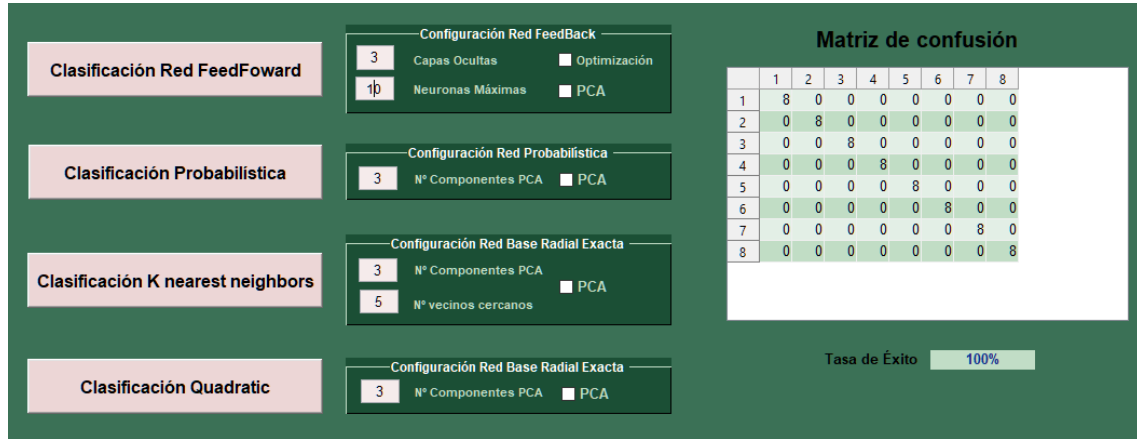 Clasificación Red FeedFoward
Configuración Red FeedBack
3 Capas Ocultas Optimización
10 Neuronas Máximas PCA
Clasificación Probabilística
Configuración Red Probabilística
3 Nº Componentes PCA PCA
Clasificación K nearest neighbors
Configuración Red Base Radial Exacta
3 Nº Componentes PCA
PCA
5 Nº vecinos cercanos
Clasificación Quadratic
Configuración Red Base Radial Exacta
3 Nº Componentes PCA PCA
Matriz de confusión
1 2 3 4 5 6 7 8
1 8 0 0 0 0 0 0 0
2 0 8 0 0 0 0 0 0
3 0 0 8 0 0 0 0 0
4 0 0 0 8 0 0 0 0
5 0 0 0 0 8 0 0 0
6 0 0 0 0 0 8 0 0
7 0 0 0 0 0 0 8 0
8 0 0 0 0 0 0 0 8
Tasa de Éxito 100%